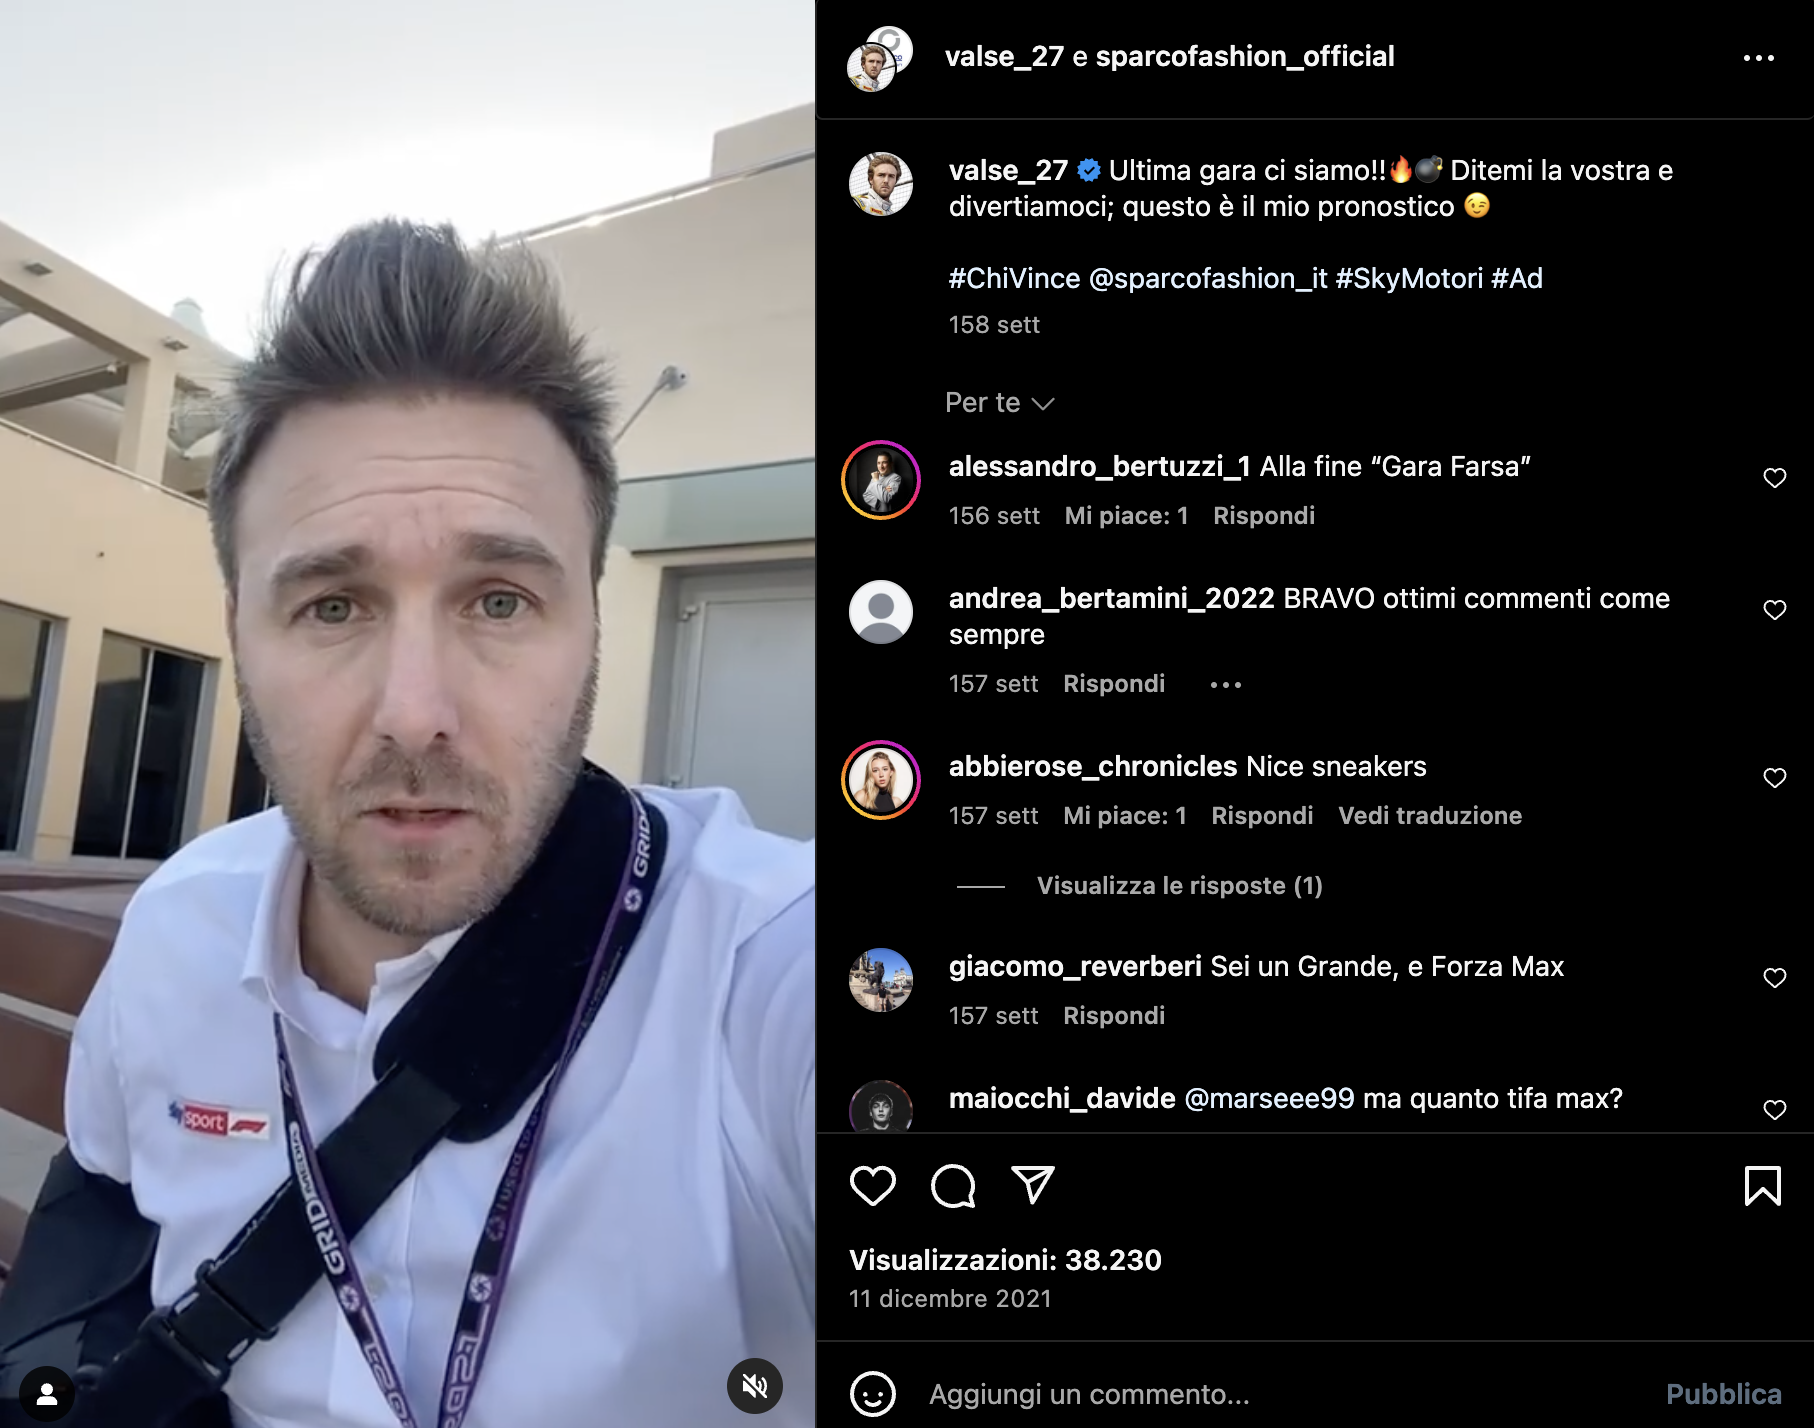 valse_27 e sparcofashion_official
valse_27 Ultima gara ci siamo!!🔥💣 Ditemi la vostra e
divertiamoci; questo è il mio pronostico 😉
#ChiVince @sparcofashion_it #SkyMotori #Ad
158 sett
Per te
alessandro_bertuzzi_1 Alla fine “Gara Farsa”
156 sett Mi piace: 1 Rispondi
andrea_bertamini_2022 BRAVO ottimi commenti come
sempre
157 sett Rispondi
abbierose_chronicles Nice sneakers
157 sett Mi piace: 1 Rispondi Vedi traduzione
Visualizza le risposte (1)
giacomo_reverberi Sei un Grande, e Forza Max
157 sett Rispondi
maiocchi_davide @marseee99 ma quanto tifa max?
Visualizzazioni: 38.230
11 dicembre 2021
Aggiungi un commento...
Pubblica
GRID
sky sport F1
GRID MEDIA